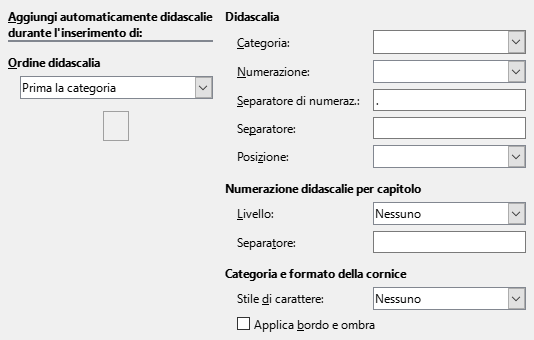 Aggiungi automaticamente didascalie
durante l'inserimento di:
Ordine didascalia
Prima la categoria
Didascalia
Categoria:
Numerazione:
Separatore di numeraz.: .
Separatore:
Posizione:
Numerazione didascalie per capitolo
Livello: Nessuno
Separatore:
Categoria e formato della cornice
Stile di carattere: Nessuno
Applica bordo e ombra